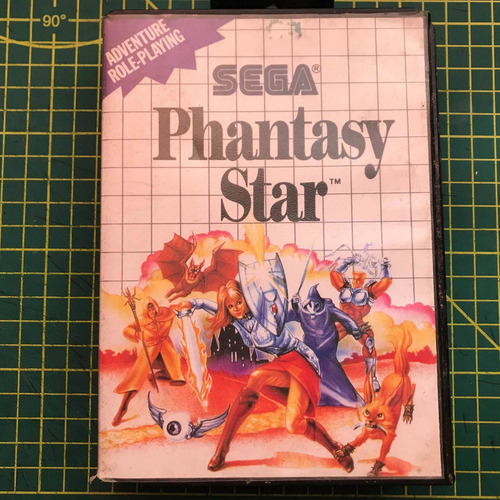 90°
ADVENTURE
ROLE-PLAYING
SEGA®
Phantasy
Star™